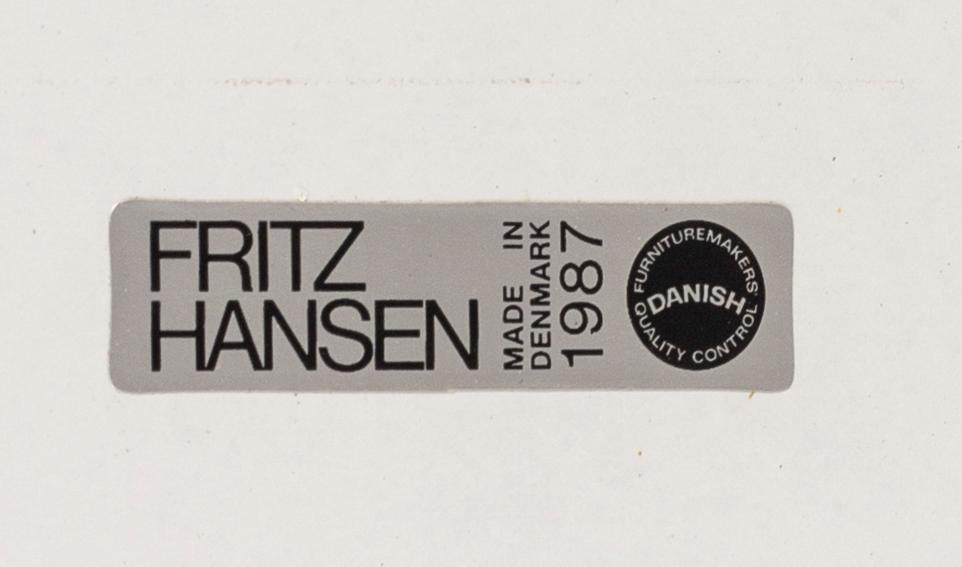 FRITZ
HANSEN
MADE IN
DENMARK
1987
FURNITUREMAKERS'
DANISH
QUALITY CONTROL